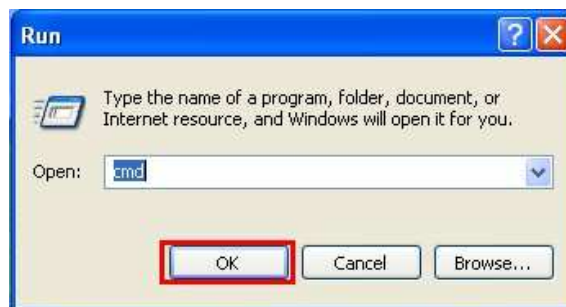 Run
Type the name of a program, folder, document, or
Internet resource, and Windows will open it for you.
Open: cmd
OK Cancel Browse...